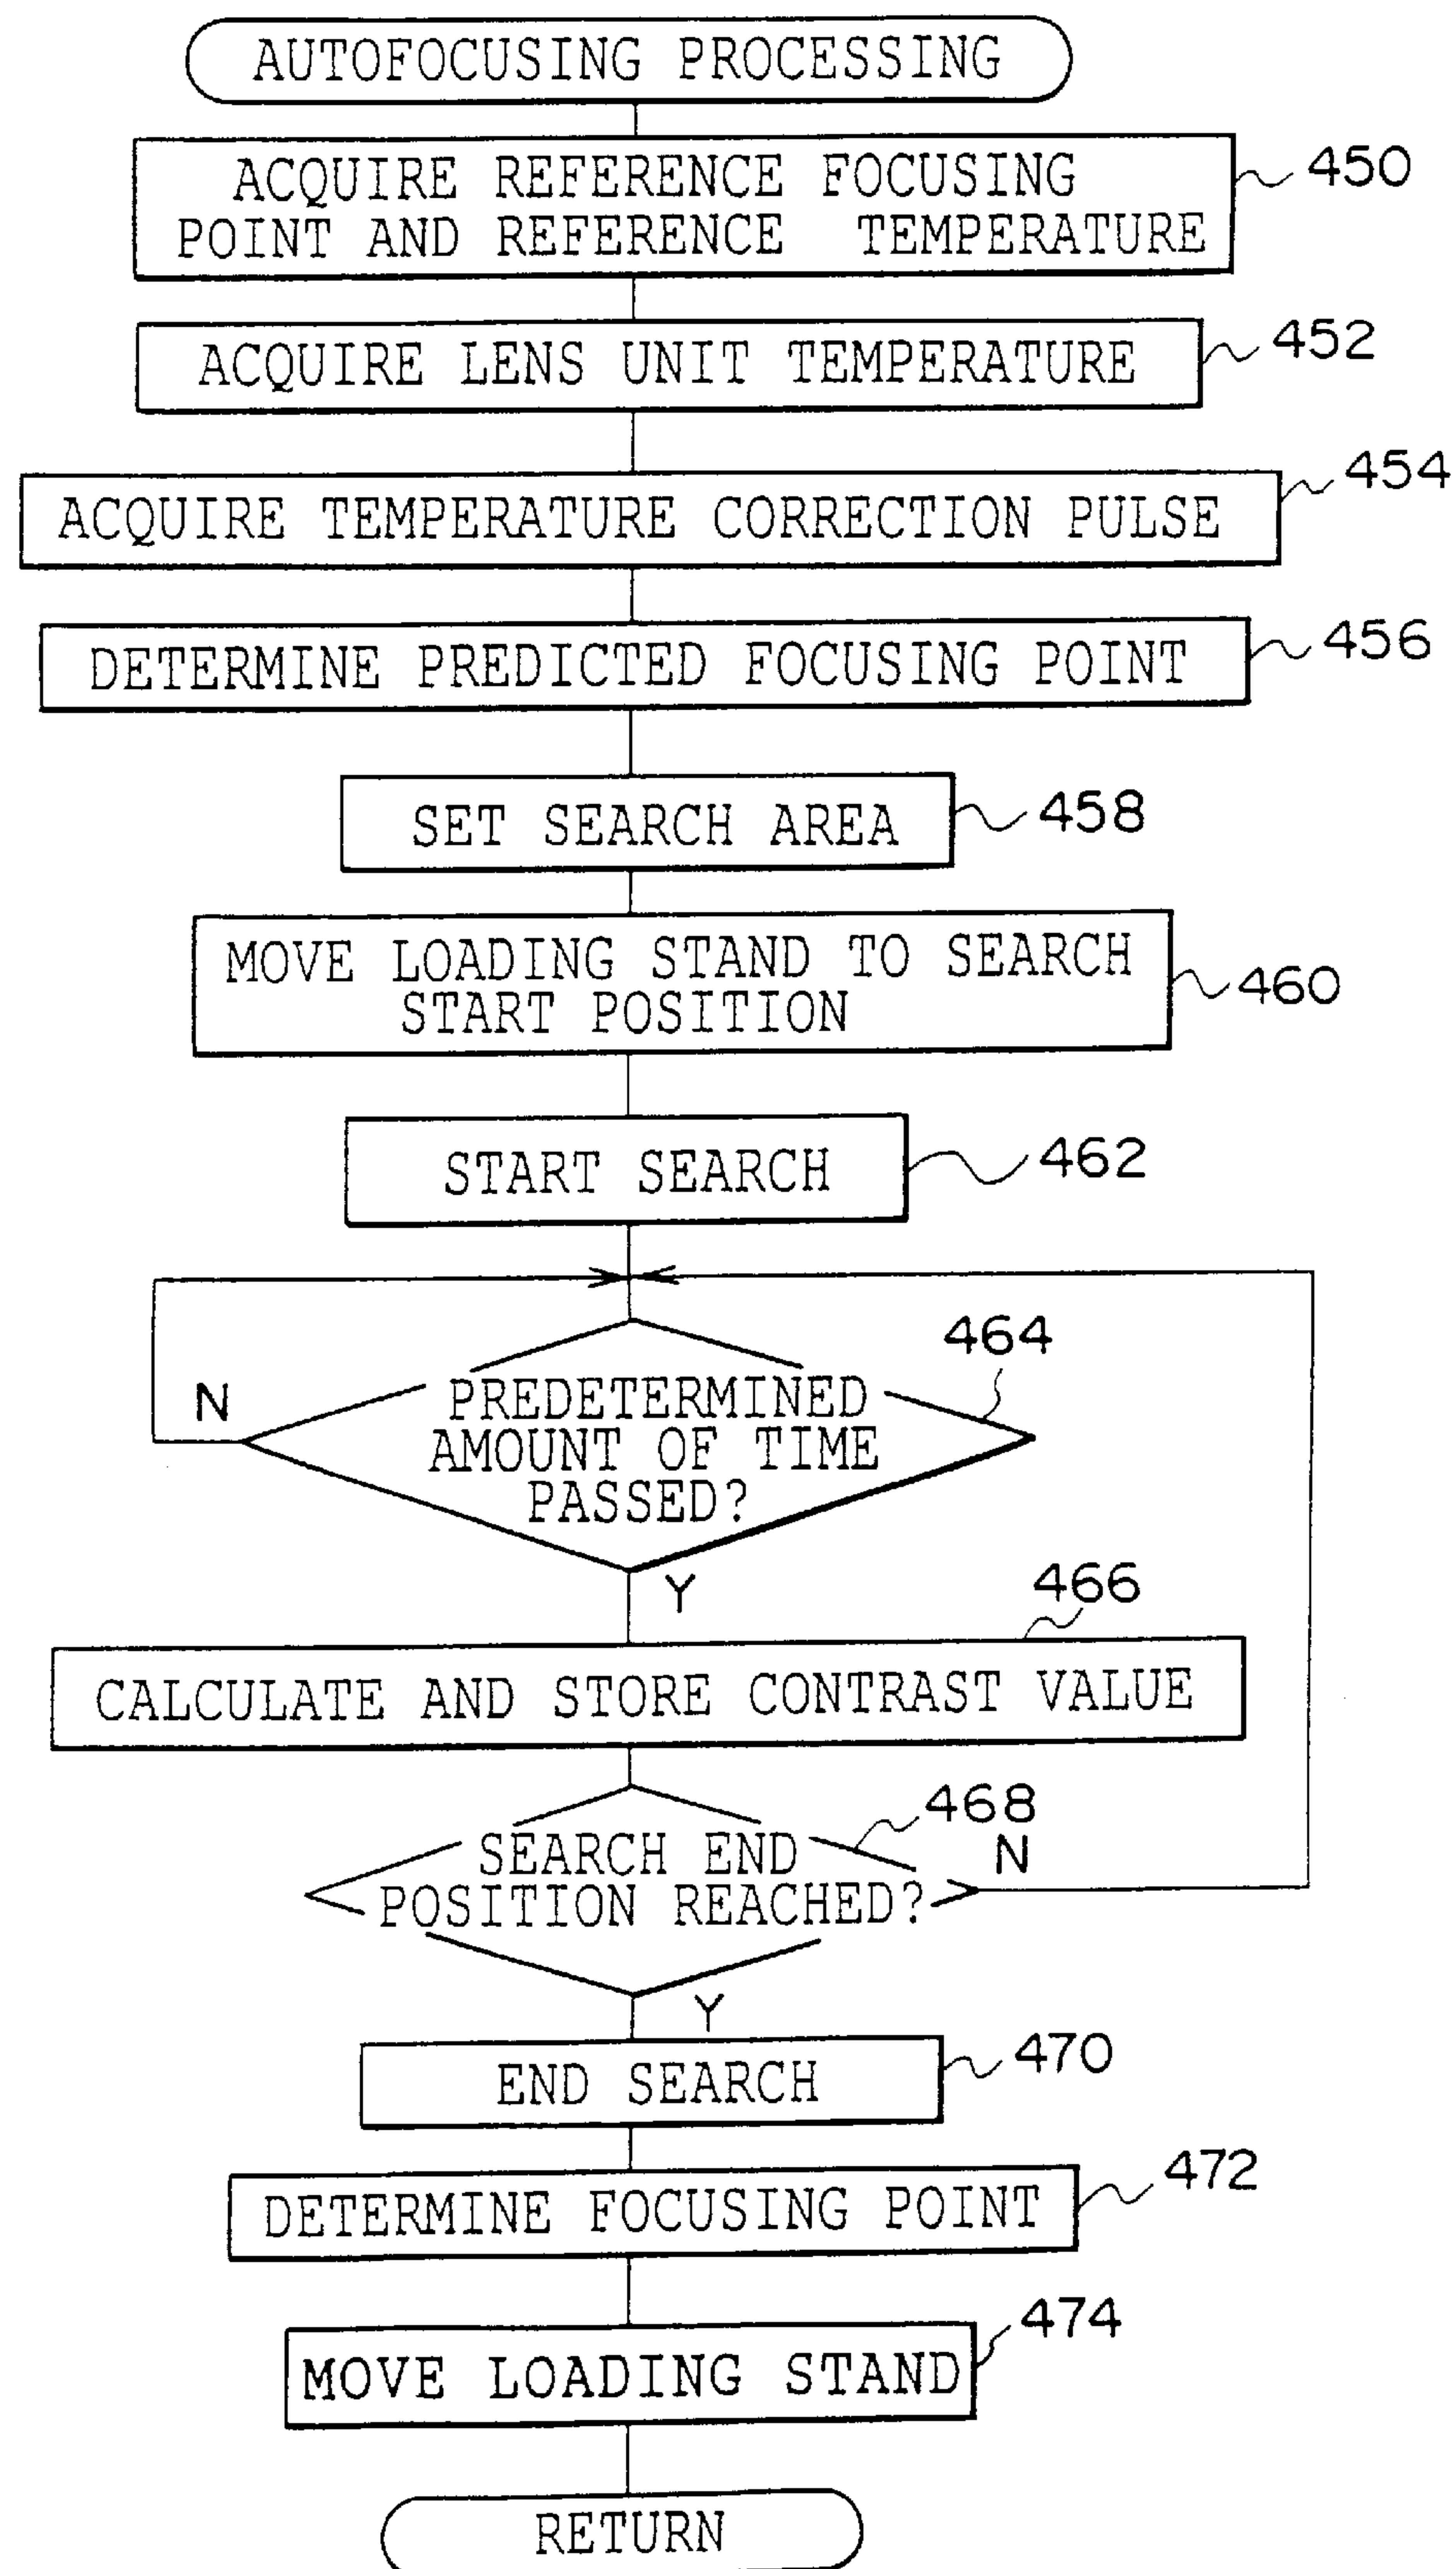 AUTOFOCUSING PROCESSING
ACQUIRE REFERENCE FOCUSING
POINT AND REFERENCE TEMPERATURE
450
ACQUIRE LENS UNIT TEMPERATURE
452
ACQUIRE TEMPERATURE CORRECTION PULSE
454
DETERMINE PREDICTED FOCUSING POINT
456
SET SEARCH AREA
458
MOVE LOADING STAND TO SEARCH
START POSITION
460
START SEARCH
462
464
N
PREDETERMINED
AMOUNT OF TIME
PASSED?
Y
466
CALCULATE AND STORE CONTRAST VALUE
468
SEARCH END
N
POSITION REACHED?
Y
END SEARCH
470
DETERMINE FOCUSING POINT
472
MOVE LOADING STAND
474
RETURN